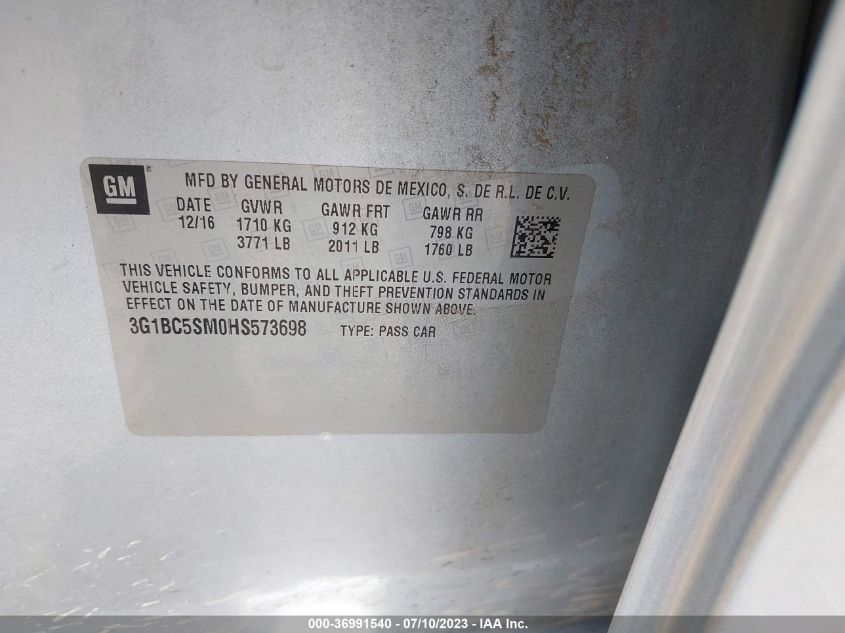 GM
MFD BY GENERAL MOTORS DE MEXICO, S. DE R.L. DE C.V.
DATE GVWR GAWR FRT GAWR RR
12/16 1710 KG 912 KG 798 KG
3771 LB 2011 LB 1760 LB
THIS VEHICLE CONFORMS TO ALL APPLICABLE U.S. FEDERAL MOTOR
VEHICLE SAFETY, BUMPER, AND THEFT PREVENTION STANDARDS IN
EFFECT ON THE DATE OF MANUFACTURE SHOWN ABOVE.
3G1BC5SM0HS573698 TYPE: PASS CAR
000-36991540 - 07/10/2023 - IAA Inc.